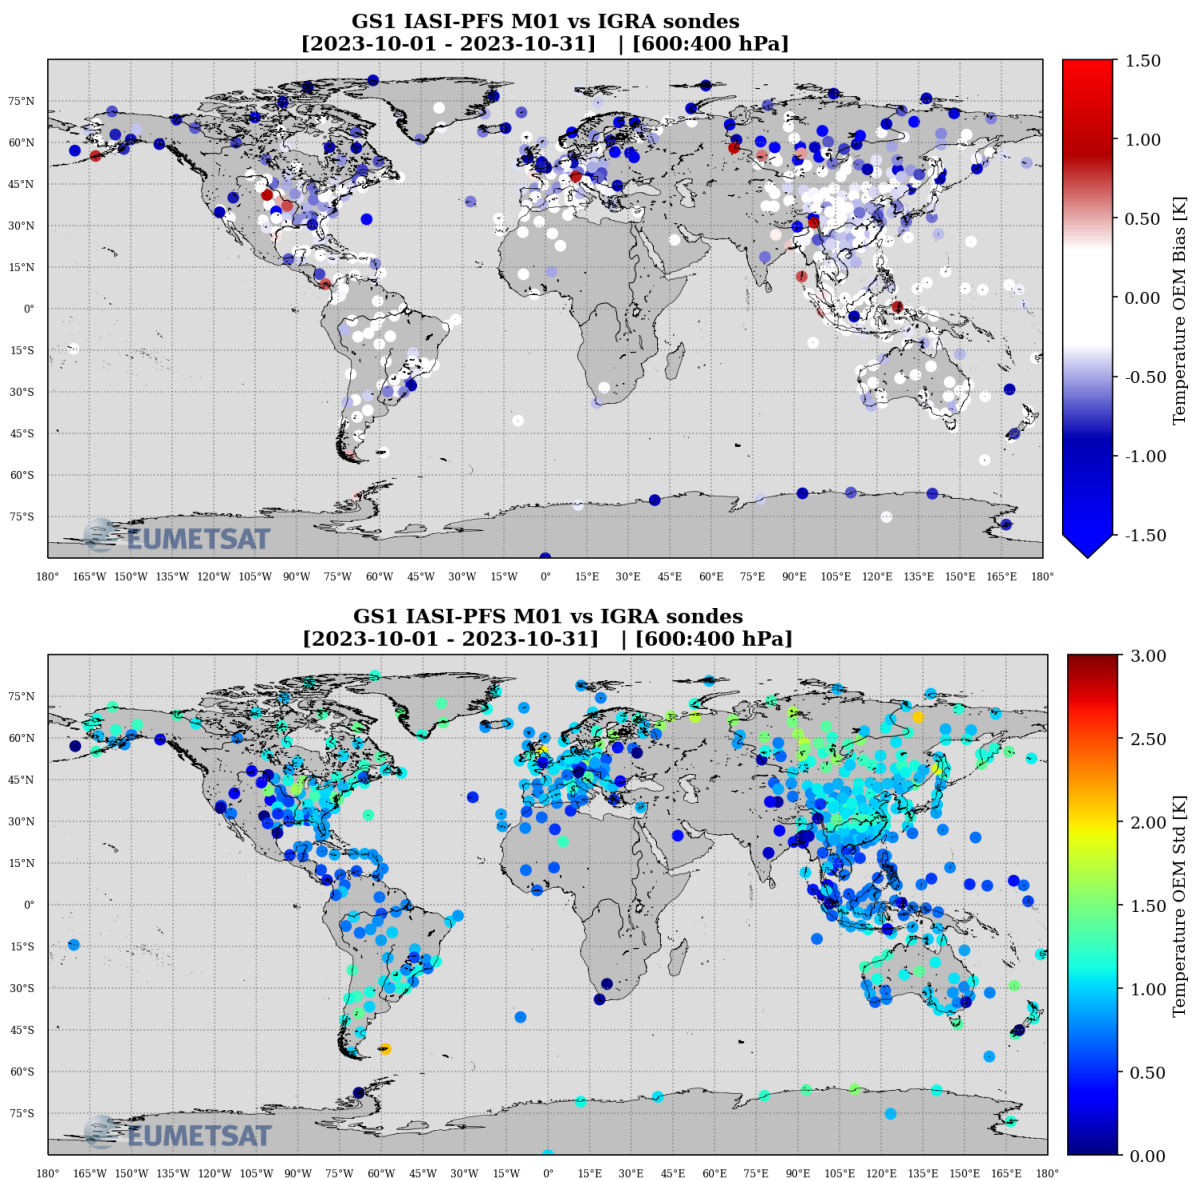 GS1 IASI-PFS M01 vs IGRA sondes
[2023-10-01 - 2023-10-31]   | [600:400 hPa]
75°N
60°N
45°N
30°N
15°N
0°
15°S
30°S
45°S
60°S
75°S
EUMETSAT
180° 165°W 150°W 135°W 120°W 105°W 90°W 75°W 60°W 45°W 30°W 15°W 0° 15°E 30°E 45°E 60°E 75°E 90°E 105°E 120°E 135°E 150°E 165°E 180°
1.50
1.00
0.50
0.00
-0.50
-1.00
-1.50
Temperature OEM Bias [K]
GS1 IASI-PFS M01 vs IGRA sondes
[2023-10-01 - 2023-10-31]   | [600:400 hPa]
75°N
60°N
45°N
30°N
15°N
0°
15°S
30°S
45°S
60°S
75°S
EUMETSAT
180° 165°W 150°W 135°W 120°W 105°W 90°W 75°W 60°W 45°W 30°W 15°W 0° 15°E 30°E 45°E 60°E 75°E 90°E 105°E 120°E 135°E 150°E 165°E 180°
3.00
2.50
2.00
1.50
1.00
0.50
0.00
Temperature OEM Std [K]